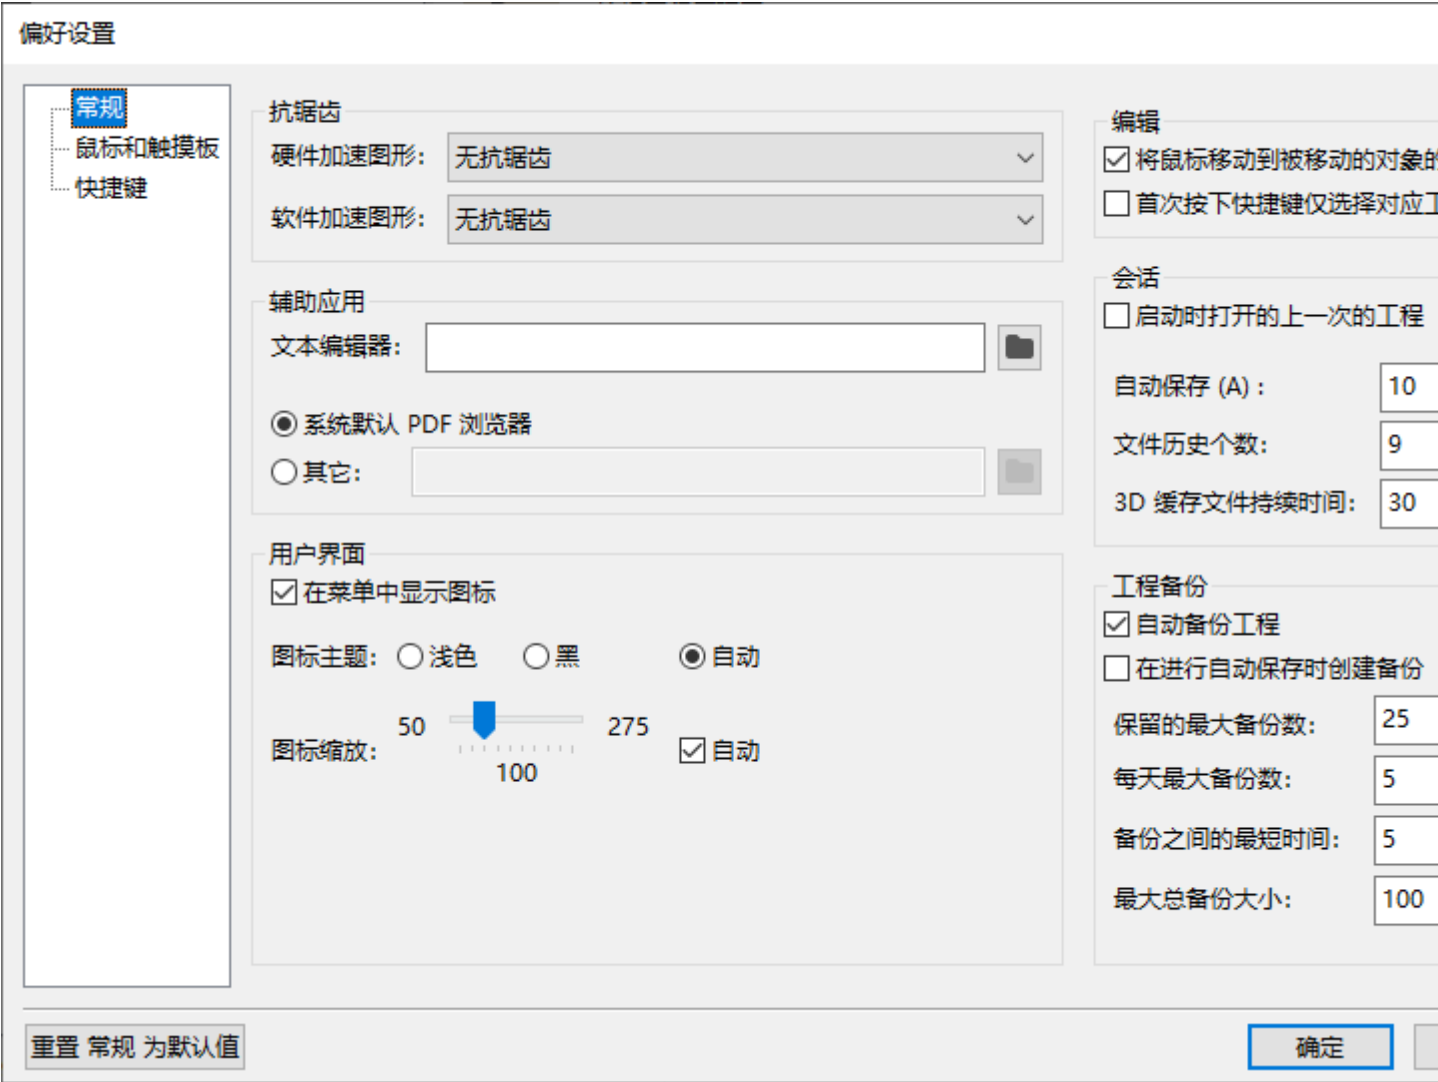 偏好设置
常规
鼠标和触摸板
快捷键
抗锯齿
硬件加速图形： 无抗锯齿
软件加速图形： 无抗锯齿
辅助应用
文本编辑器：
系统默认 PDF 浏览器
其它：
用户界面
在菜单中显示图标
图标主题： 浅色 黑 自动
图标缩放： 50 275 自动
100
编辑
将鼠标移动到被移动的对象的
首次按下快捷键仅选择对应
会话
启动时打开的上一次的工程
自动保存 (A) : 10
文件历史个数： 9
3D 缓存文件持续时间： 30
工程备份
自动备份工程
在进行自动保存时创建备份
保留的最大备份数： 25
每天最大备份数： 5
备份之间的最短时间： 5
最大总备份大小： 100
重置 常规 为默认值
确定